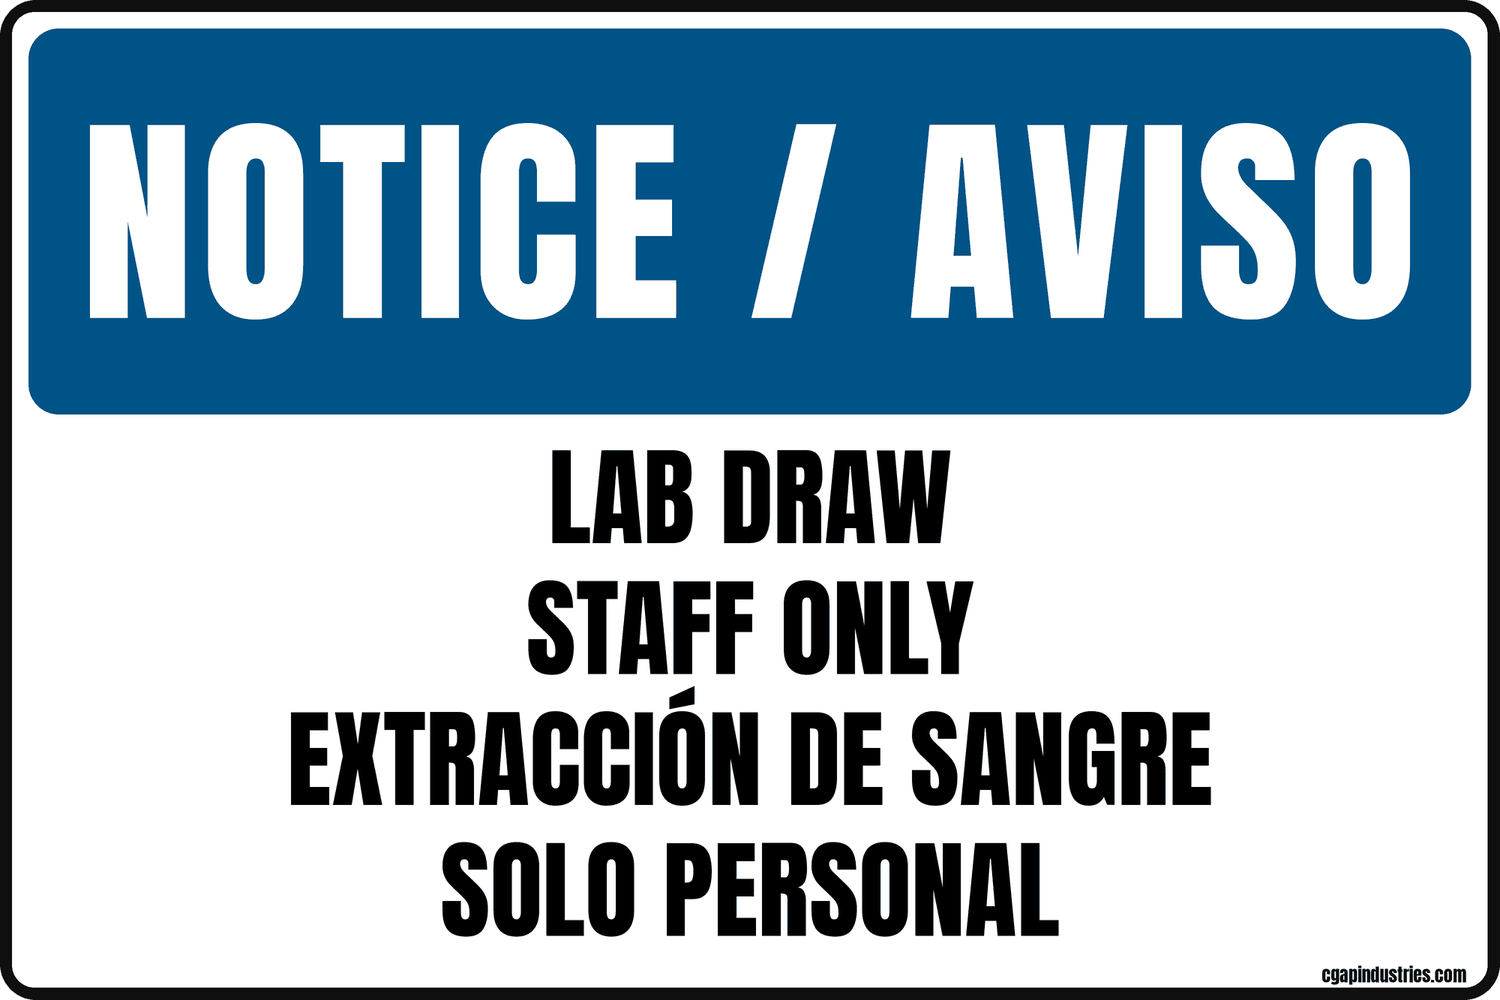 NOTICE / AVISO
LAB DRAW
STAFF ONLY
EXTRACCIÓN DE SANGRE
SOLO PERSONAL
cgapindustries.com